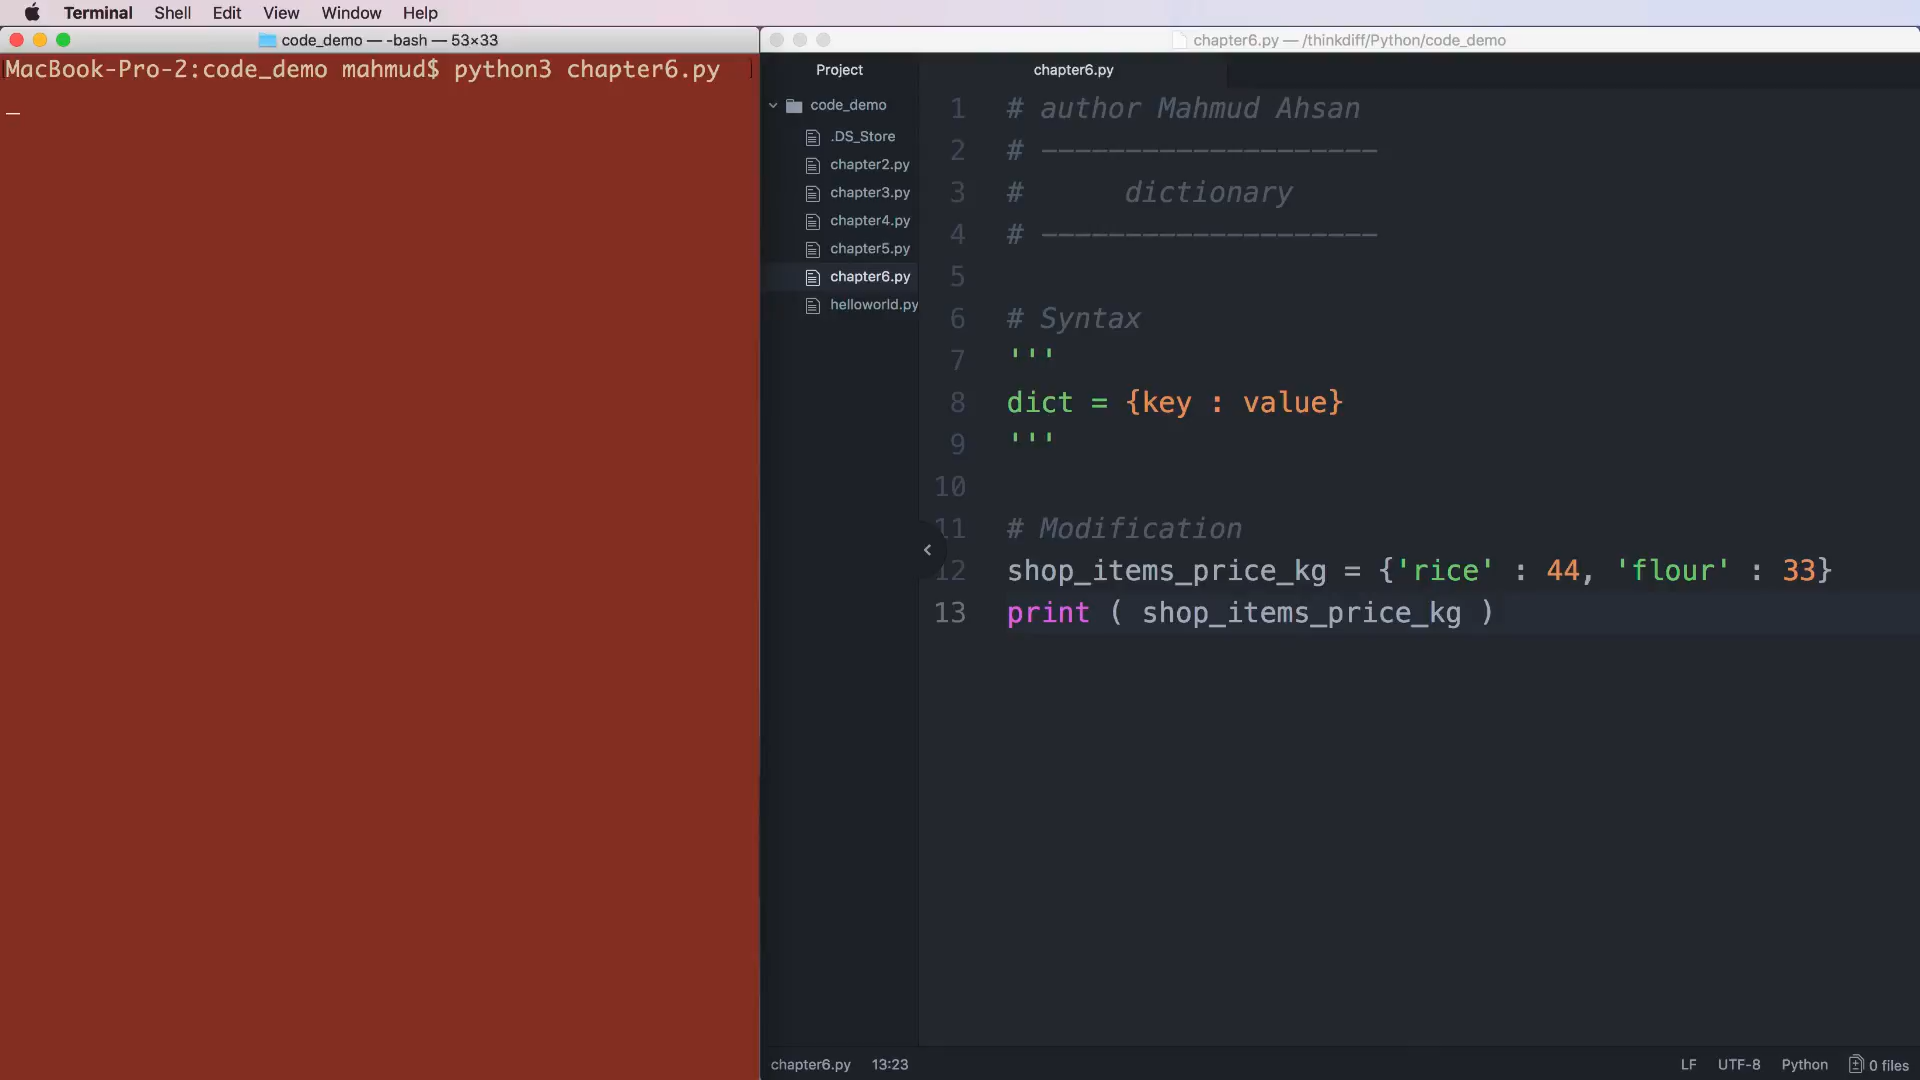 Terminal Shell Edit View Window Help
code_demo — -bash — 53×33
MacBook-Pro-2:code_demo mahmud$ python3 chapter6.py
_
chapter6.py — /thinkdiff/Python/code_demo
Project
code_demo
.DS_Store
chapter2.py
chapter3.py
chapter4.py
chapter5.py
chapter6.py
helloworld.py
chapter6.py
1 # author Mahmud Ahsan
2 # --------------------
3 #      dictionary
4 # --------------------
5
6 # Syntax
7 '''
8 dict = {key : value}
9 '''
10
11 # Modification
12 shop_items_price_kg = {'rice' : 44, 'flour' : 33}
13 print ( shop_items_price_kg )
chapter6.py 13:23 LF UTF-8 Python 0 files